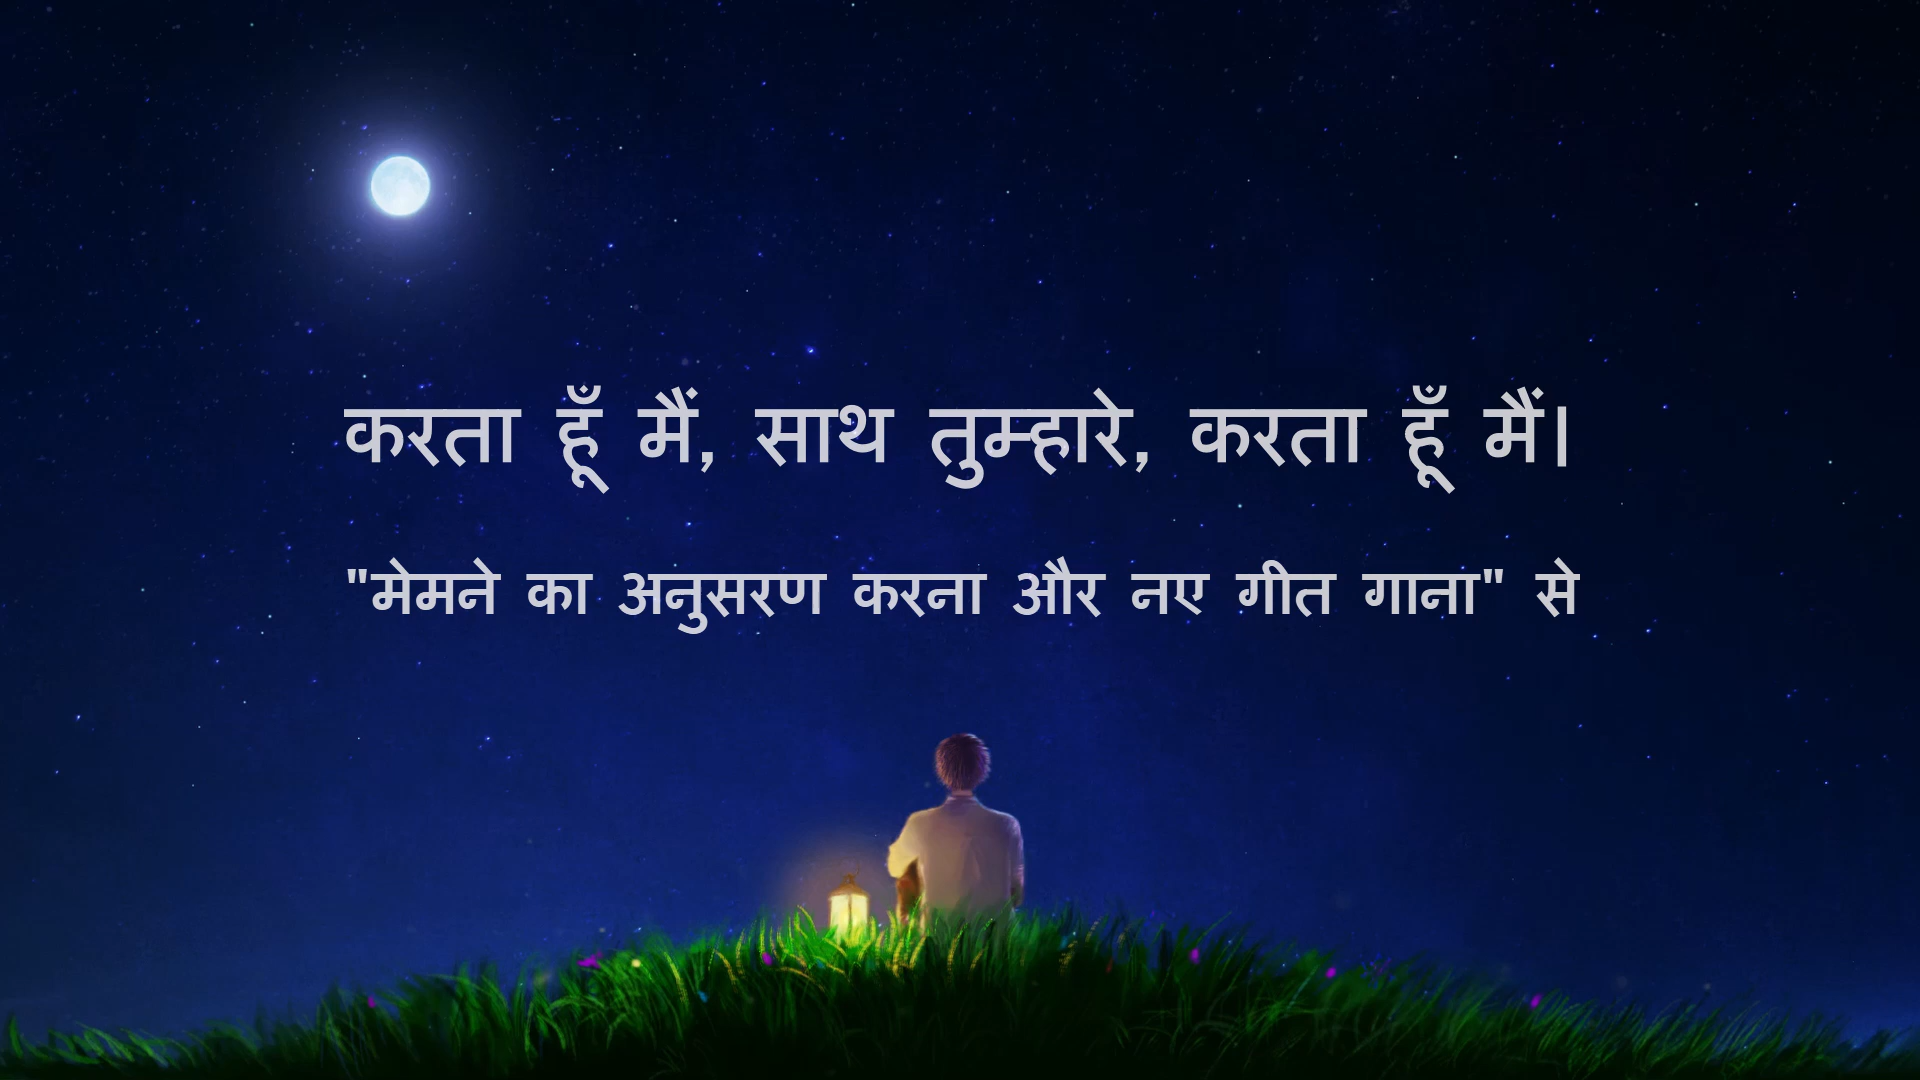 करता हूँ मैं, साथ तुम्हारे, करता हूँ मैं।
"मेमने का अनुसरण करना और नए गीत गाना" से